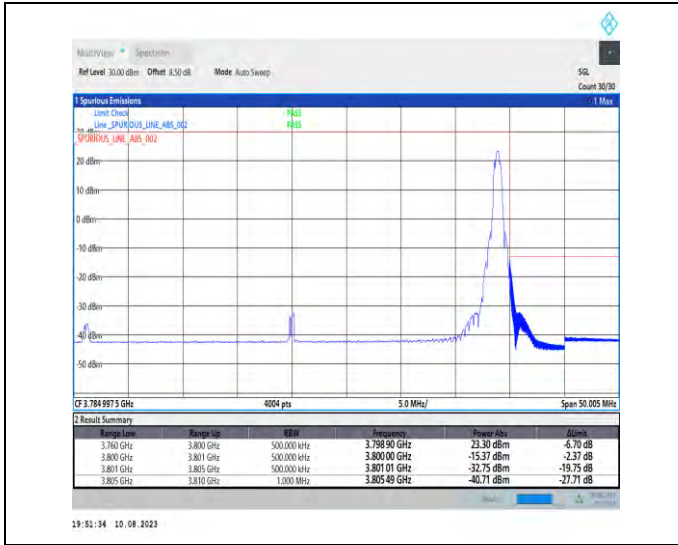 MultiView Spectrum
Ref Level 30.00 dBm Offset 8.50 dB Mode Auto Sweep SGL
Count 30/30
1 Spurious Emissions 1 Max
Limit Check PASS
Line _SPURIOUS_LINE_ABS_002 PASS
_SPURIOUS_LINE_ABS_002
20 dBm
10 dBm
0 dBm
-10 dBm
-20 dBm
-30 dBm
-40 dBm
-50 dBm
CF 3.784 997 5 GHz 4004 pts 5.0 MHz/ Span 50.005 MHz
2 Result Summary
Range Low Range Up RBW Frequency Power Abs ΔLimit
3.760 GHz 3.800 GHz 500.000 kHz 3.798 90 GHz 23.30 dBm -6.70 dB
3.800 GHz 3.801 GHz 500.000 kHz 3.800 00 GHz -15.37 dBm -2.37 dB
3.801 GHz 3.805 GHz 500.000 kHz 3.801 01 GHz -32.75 dBm -19.75 dB
3.805 GHz 3.810 GHz 1.000 MHz 3.805 49 GHz -40.71 dBm -27.71 dB
19:51:34 10.08.2023